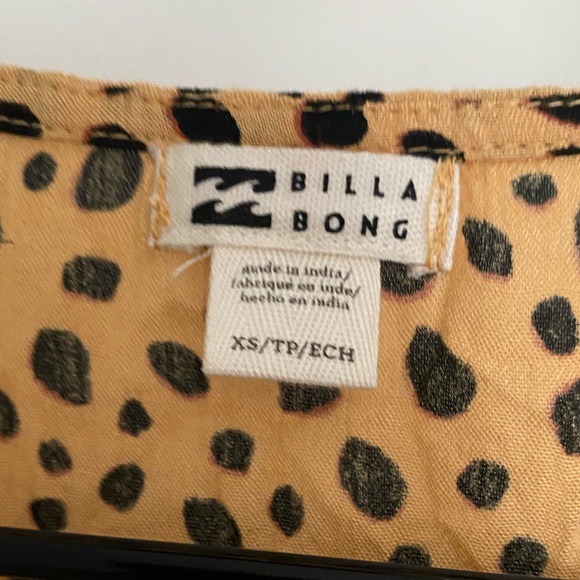 BILLA
BONG
made in india/
fabriqué en inde/
hecho en india
XS/TP/ECH